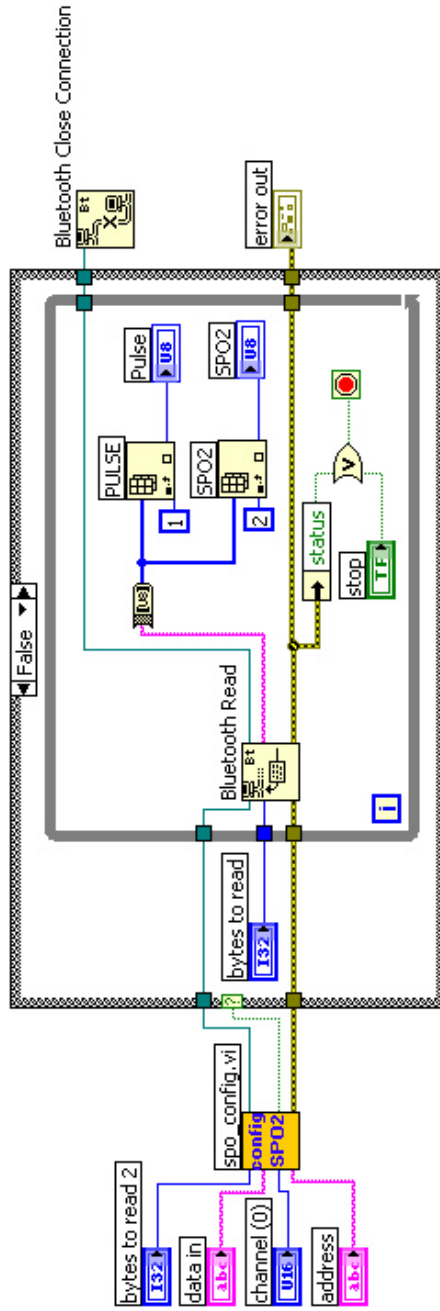 bytes to read 2
I32
data in
abc
channel (0)
U16
address
abc
spo_config.vi
config
SPO2
?
False
bytes to read
I32
Bluetooth Read
Bt
[U8]
PULSE
1
Pulse
U8
SPO2
2
SPO2
U8
status
stop
TF
V
i
Bluetooth Close Connection
Bt
X
error out